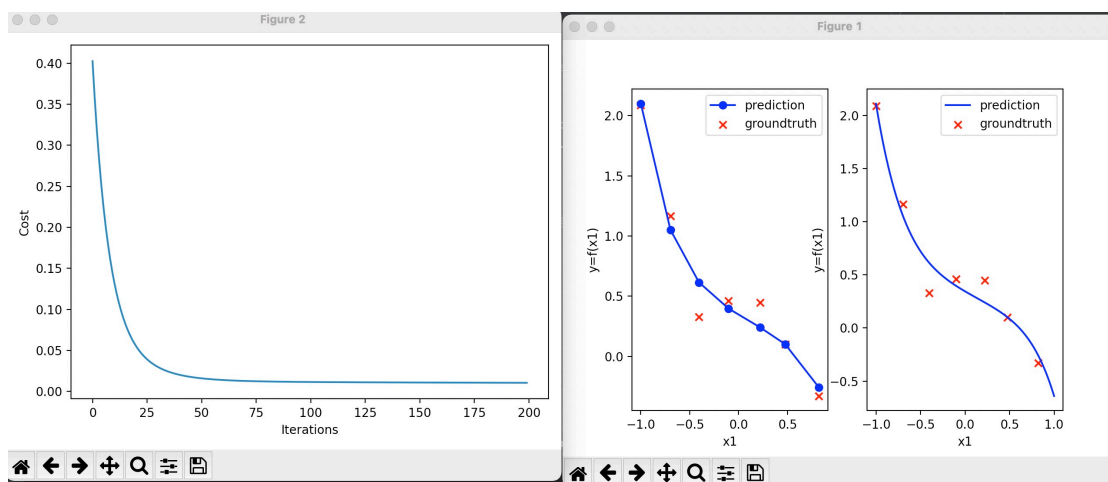 Figure 2
0.40
0.35
0.30
0.25
0.20
0.15
0.10
0.05
0.00
Cost
0 25 50 75 100 125 150 175 200
Iterations
Figure 1
prediction
groundtruth
2.0
1.5
1.0
0.5
0.0
y=f(x1)
−1.0 −0.5 0.0 0.5
x1
prediction
groundtruth
2.0
1.5
1.0
0.5
0.0
−0.5
y=f(x1)
−1.0 −0.5 0.0 0.5 1.0
x1